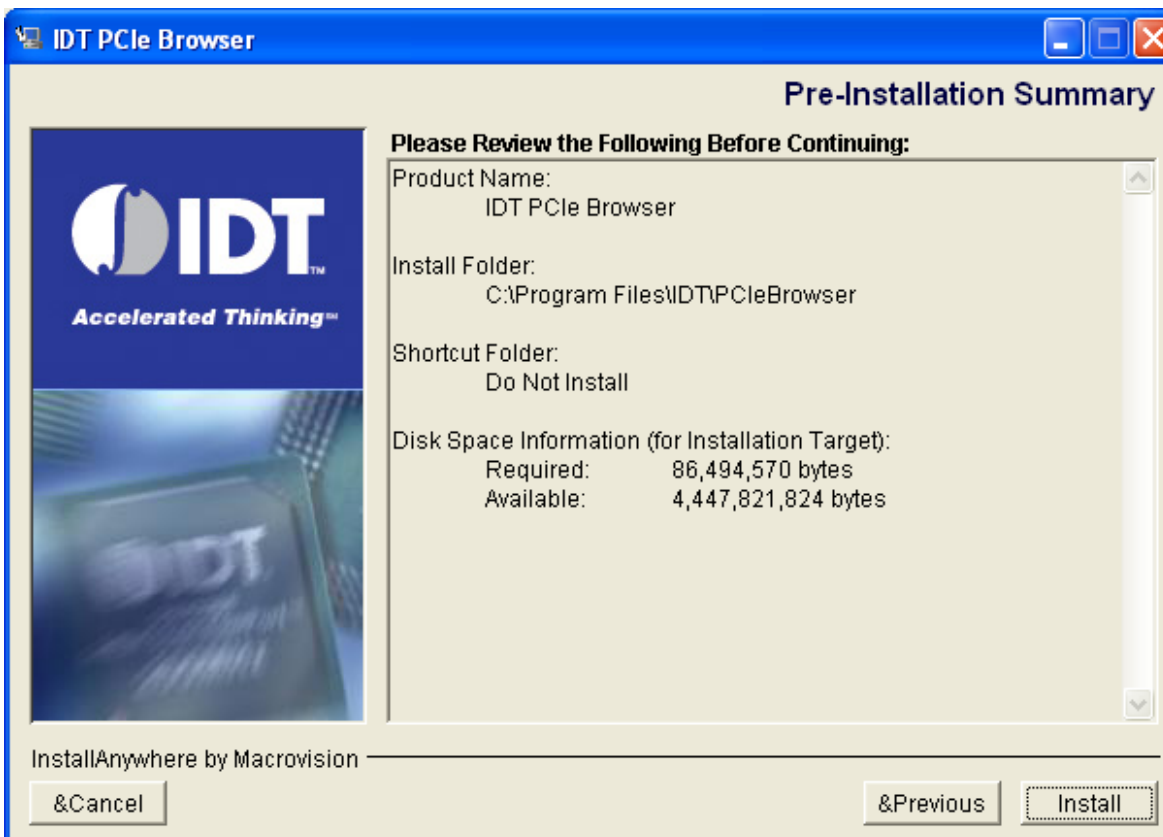 IDT PCIe Browser
Pre-Installation Summary
IDT™
Accelerated Thinking℠
IDT
Please Review the Following Before Continuing:
Product Name:
IDT PCIe Browser
Install Folder:
C:\Program Files\IDT\PCIeBrowser
Shortcut Folder:
Do Not Install
Disk Space Information (for Installation Target):
Required: 86,494,570 bytes
Available: 4,447,821,824 bytes
InstallAnywhere by Macrovision
&Cancel
&Previous
Install